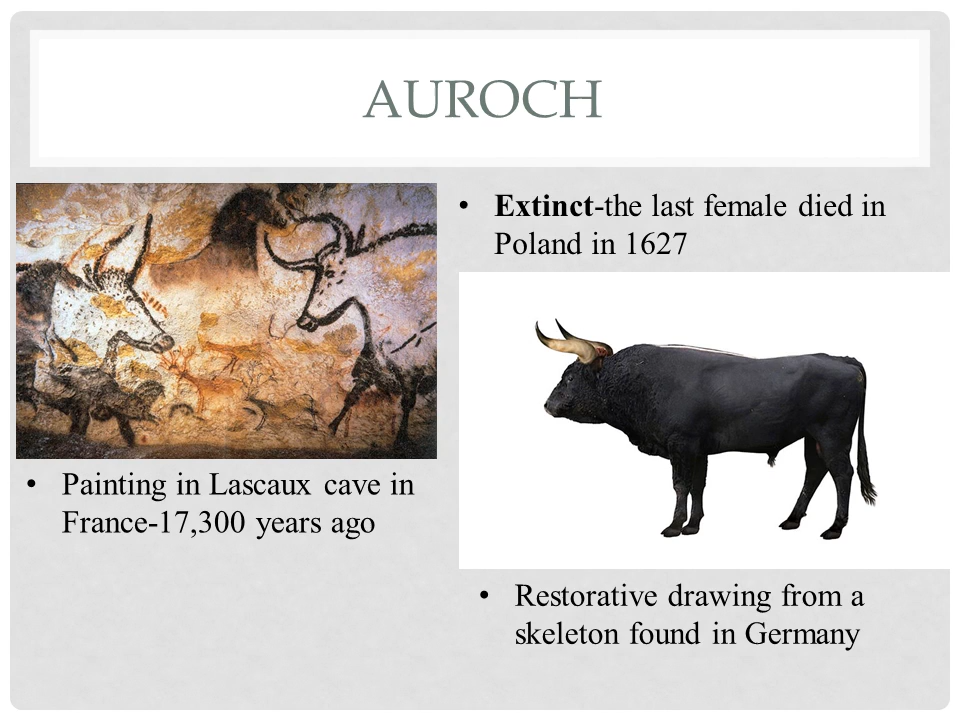 AUROCH
• Extinct-the last female died in
Poland in 1627
• Painting in Lascaux cave in
France-17,300 years ago
• Restorative drawing from a
skeleton found in Germany